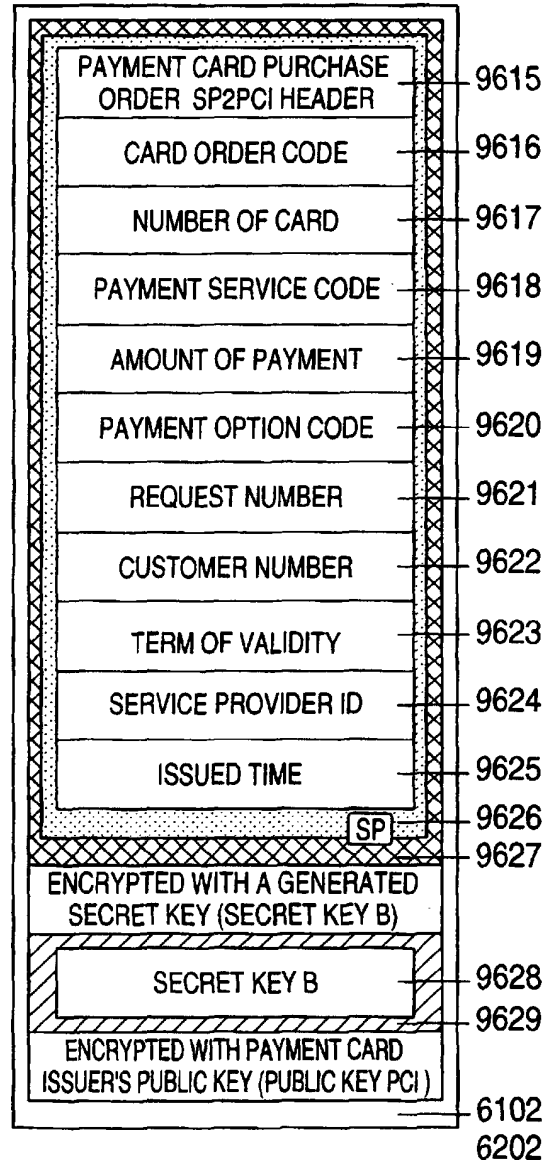 PAYMENT CARD PURCHASE
ORDER SP2PCI HEADER
9615
CARD ORDER CODE
9616
NUMBER OF CARD
9617
PAYMENT SERVICE CODE
9618
AMOUNT OF PAYMENT
9619
PAYMENT OPTION CODE
9620
REQUEST NUMBER
9621
CUSTOMER NUMBER
9622
TERM OF VALIDITY
9623
SERVICE PROVIDER ID
9624
ISSUED TIME
9625
SP
9626
9627
ENCRYPTED WITH A GENERATED
SECRET KEY (SECRET KEY B)
SECRET KEY B
9628
9629
ENCRYPTED WITH PAYMENT CARD
ISSUER'S PUBLIC KEY (PUBLIC KEY PCI )
6102
6202